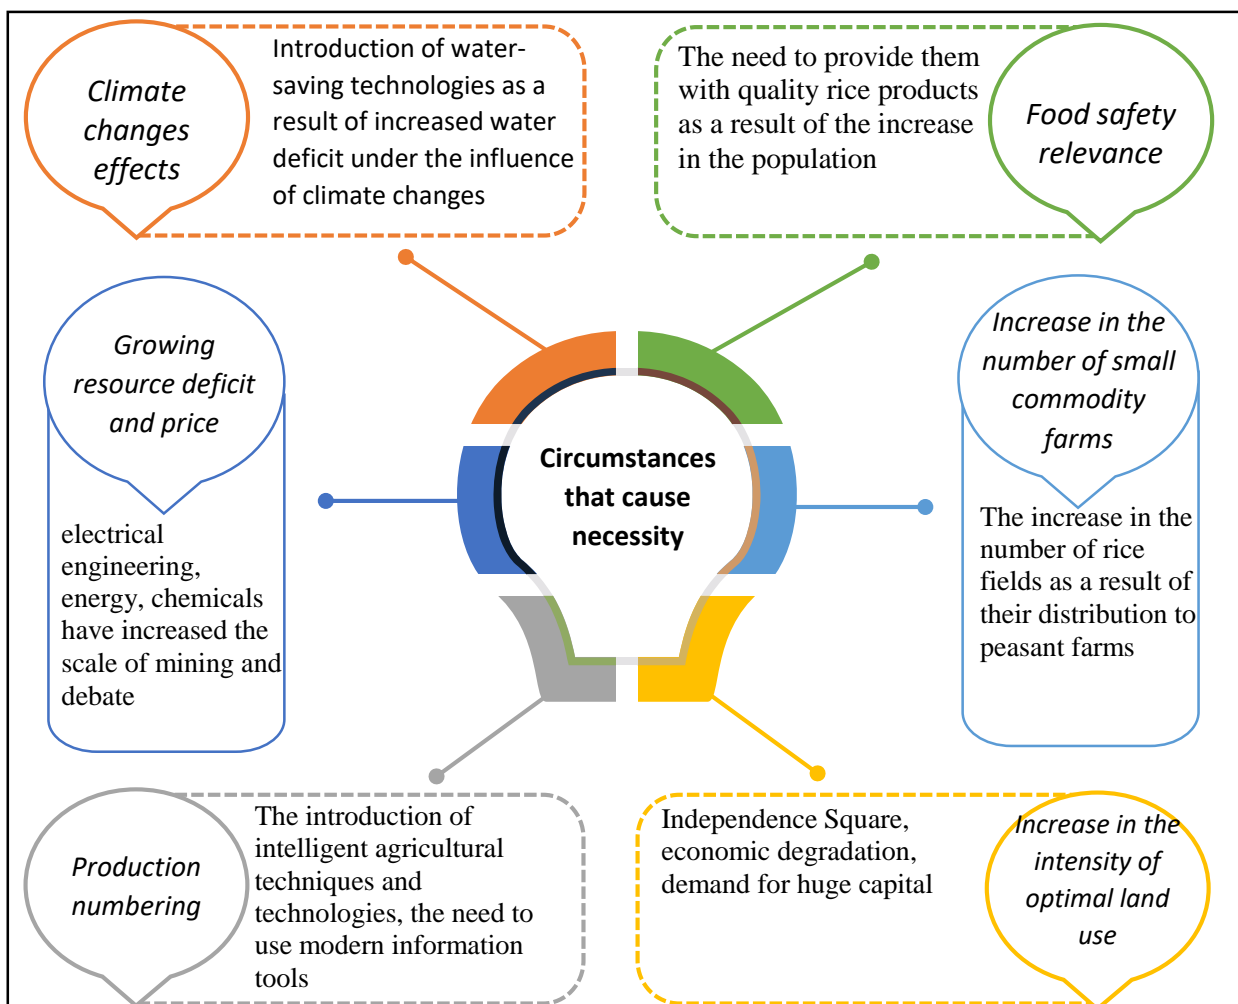 Climate
changes
effects
Introduction of water-
saving technologies as a
result of increased water
deficit under the influence
of climate changes
The need to provide them
with quality rice products
as a result of the increase
in the population
Food safety
relevance
Growing
resource deficit
and price
electrical
engineering,
energy, chemicals
have increased the
scale of mining and
debate
Circumstances
that cause
necessity
Increase in the
number of small
commodity
farms
The increase in the
number of rice
fields as a result of
their distribution to
peasant farms
Production
numbering
The introduction of
intelligent agricultural
techniques and
technologies, the need to
use modern information
tools
Independence Square,
economic degradation,
demand for huge capital
Increase in the
intensity of
optimal land
use